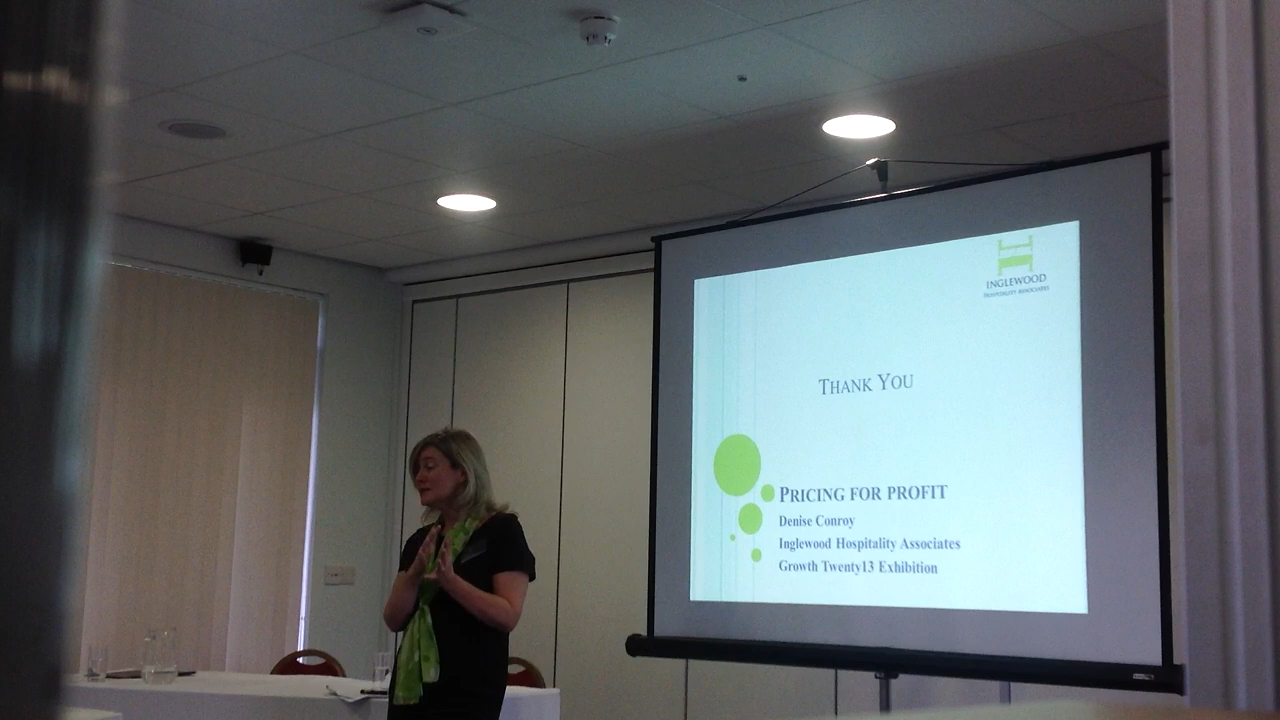 INGLEWOOD
HOSPITALITY ASSOCIATES
THANK YOU
PRICING FOR PROFIT
Denise Conroy
Inglewood Hospitality Associates
Growth Twenty13 Exhibition